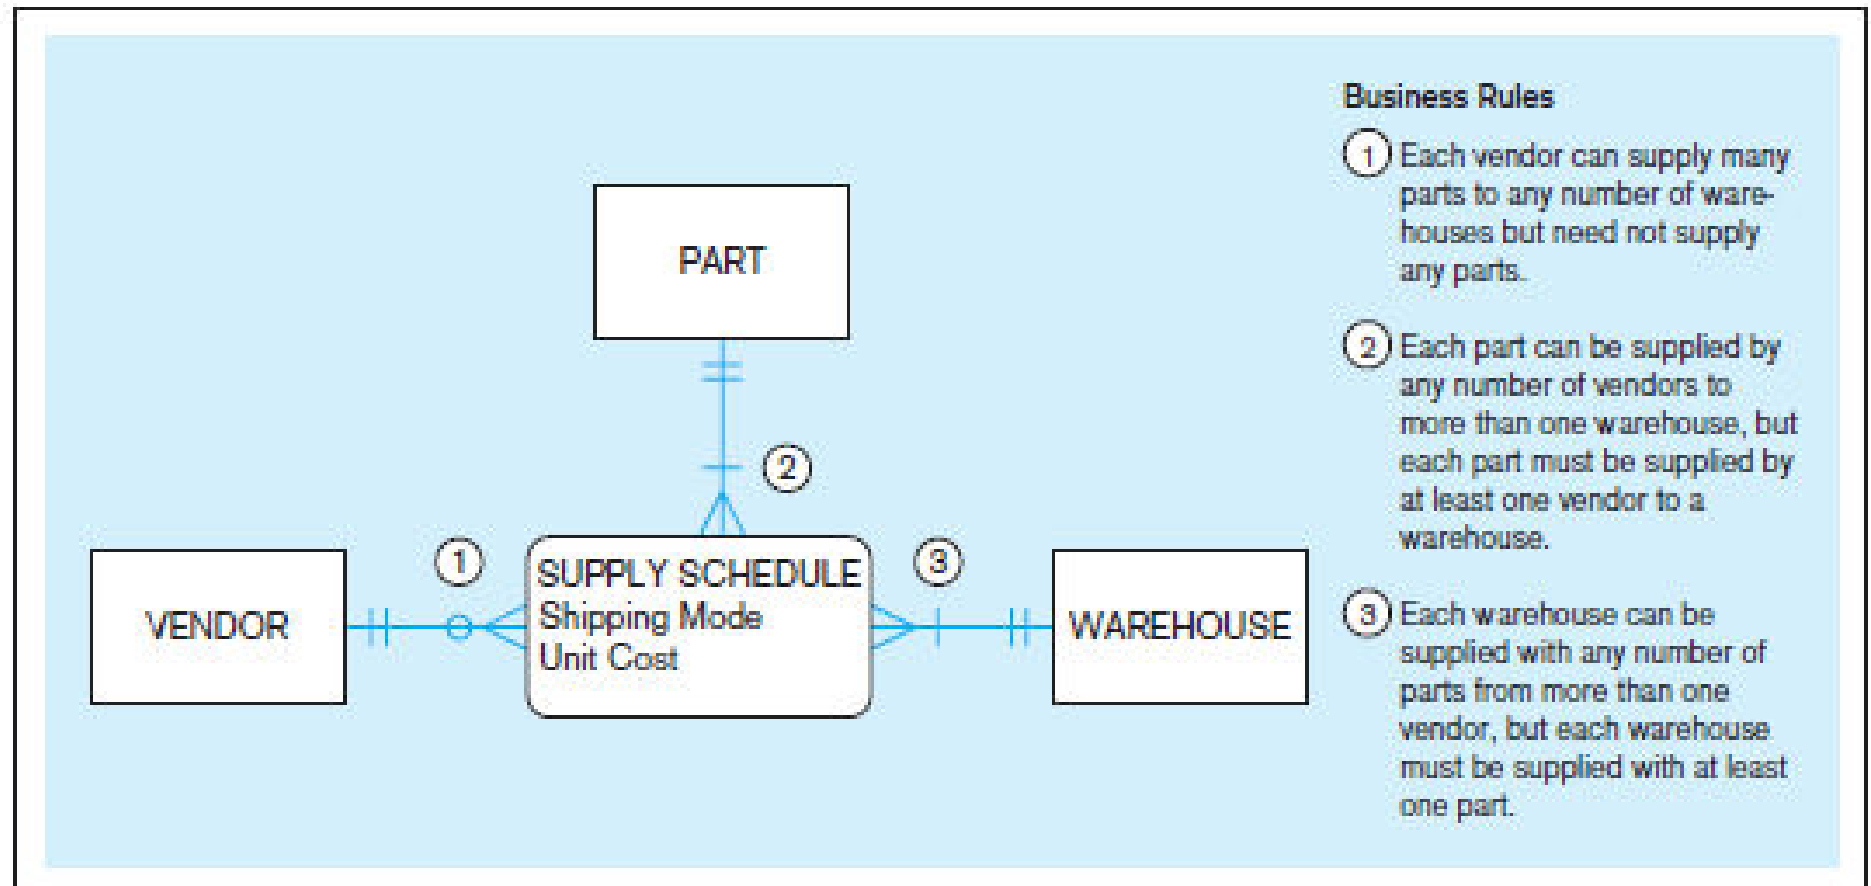 PART
2
1
3
VENDOR
SUPPLY SCHEDULE
Shipping Mode
Unit Cost
WAREHOUSE
Business Rules
1 Each vendor can supply many
parts to any number of ware-
houses but need not supply
any parts.
2 Each part can be supplied by
any number of vendors to
more than one warehouse, but
each part must be supplied by
at least one vendor to a
warehouse.
3 Each warehouse can be
supplied with any number of
parts from more than one
vendor, but each warehouse
must be supplied with at least
one part.